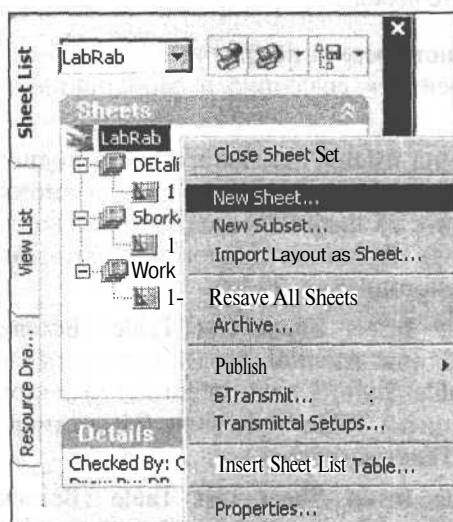 Sheet List
View List
Resource Dra...
LabRab
Sheets
LabRab
DEtali
1
Sbork
1
Work
1-
Details
Checked By: C
Close Sheet Set
New Sheet...
New Subset...
Import Layout as Sheet...
Resave All Sheets
Archive...
Publish
eTransmit... :
Transmittal Setups...
Insert Sheet List Table...
Properties...